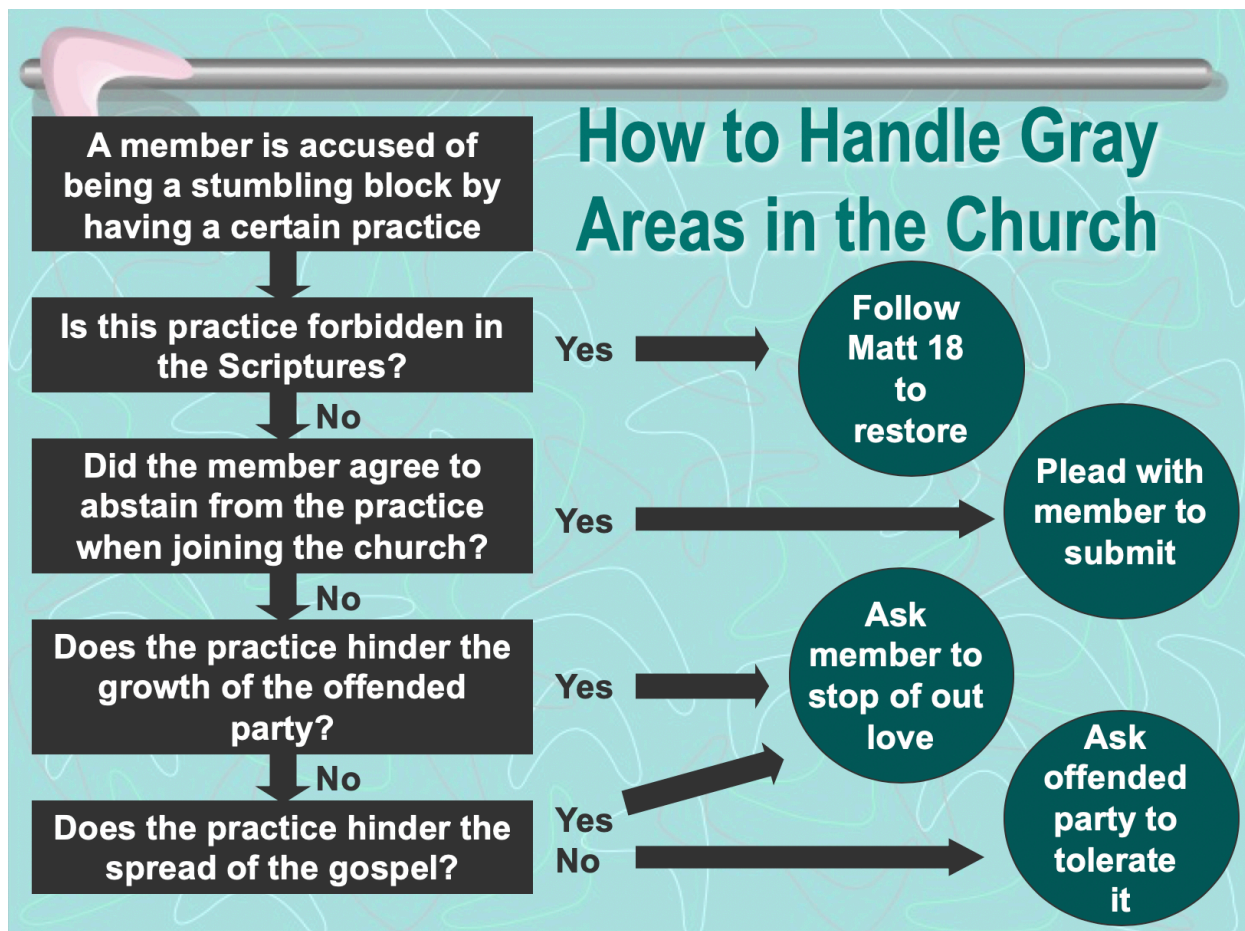 How to Handle Gray
Areas in the Church
A member is accused of
being a stumbling block by
having a certain practice
Is this practice forbidden in
the Scriptures?
Yes
Follow
Matt 18
to
restore
No
Did the member agree to
abstain from the practice
when joining the church?
Yes
Plead with
member to
submit
No
Does the practice hinder the
growth of the offended
party?
Yes
Ask
member to
stop of out
love
No
Does the practice hinder the
spread of the gospel?
Yes
No
Ask
offended
party to
tolerate
it